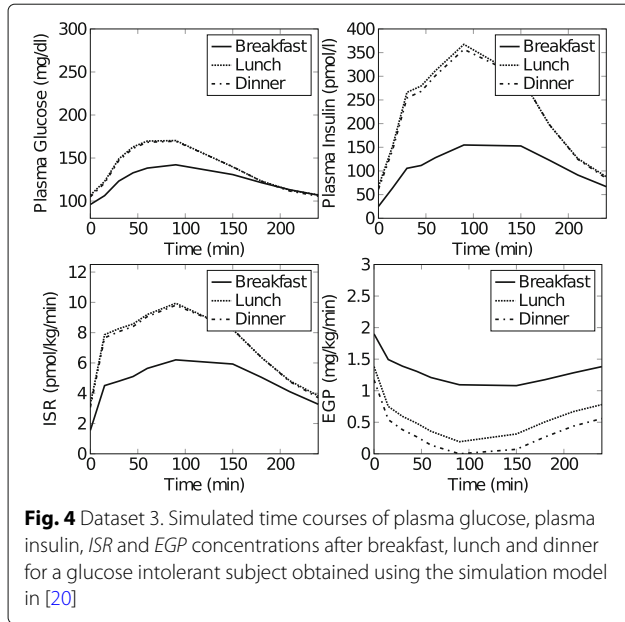 300
250
200
150
100
Plasma Glucose (mg/dl)
Breakfast
Lunch
Dinner
0 50 100 150 200
Time (min)
400
350
300
250
200
150
100
50
0
Plasma Insulin (pmol/l)
Breakfast
Lunch
Dinner
0 50 100 150 200
Time (min)
12
10
8
6
4
2
0
ISR (pmol/kg/min)
Breakfast
Lunch
Dinner
0 50 100 150 200
Time (min)
3
2.5
2
1.5
1
0.5
0
EGP (mg/kg/min)
Breakfast
Lunch
Dinner
0 50 100 150 200
Time (min)
Fig. 4 Dataset 3. Simulated time courses of plasma glucose, plasma
insulin, ISR and EGP concentrations after breakfast, lunch and dinner
for a glucose intolerant subject obtained using the simulation model
in [20]